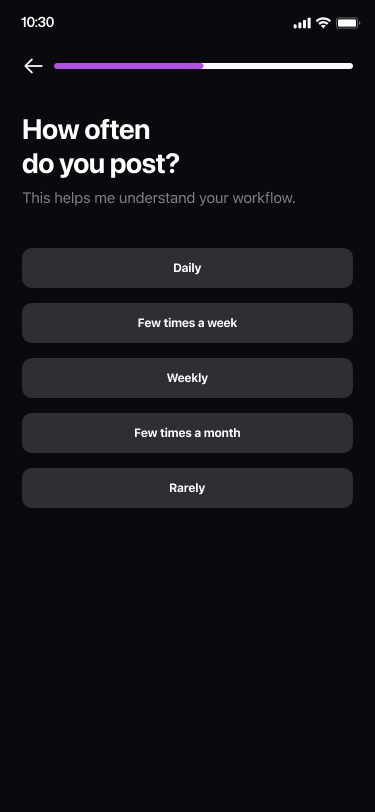 10:30
How often
do you post?
This helps me understand your workflow.
Daily
Few times a week
Weekly
Few times a month
Rarely